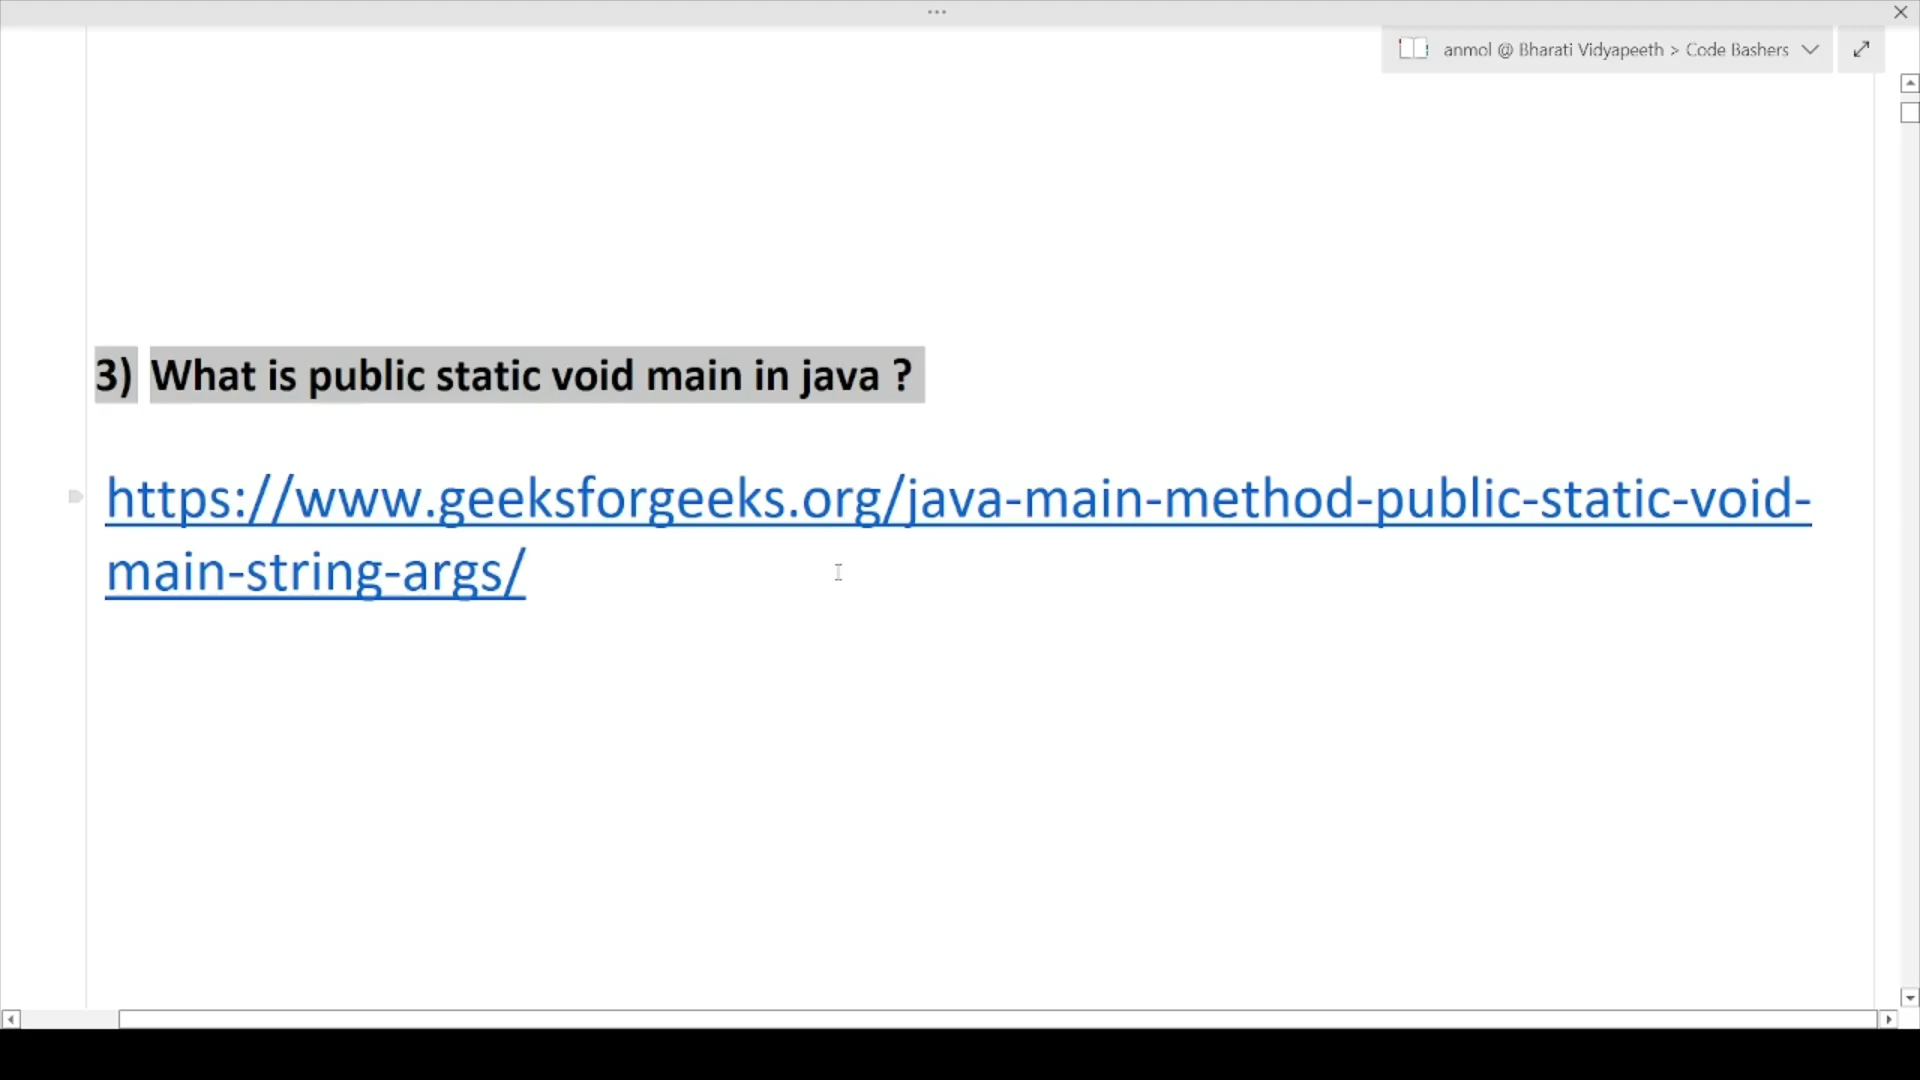 anmol @ Bharati Vidyapeeth > Code Bashers
3) What is public static void main in java ?
https://www.geeksforgeeks.org/java-main-method-public-static-void-
main-string-args/